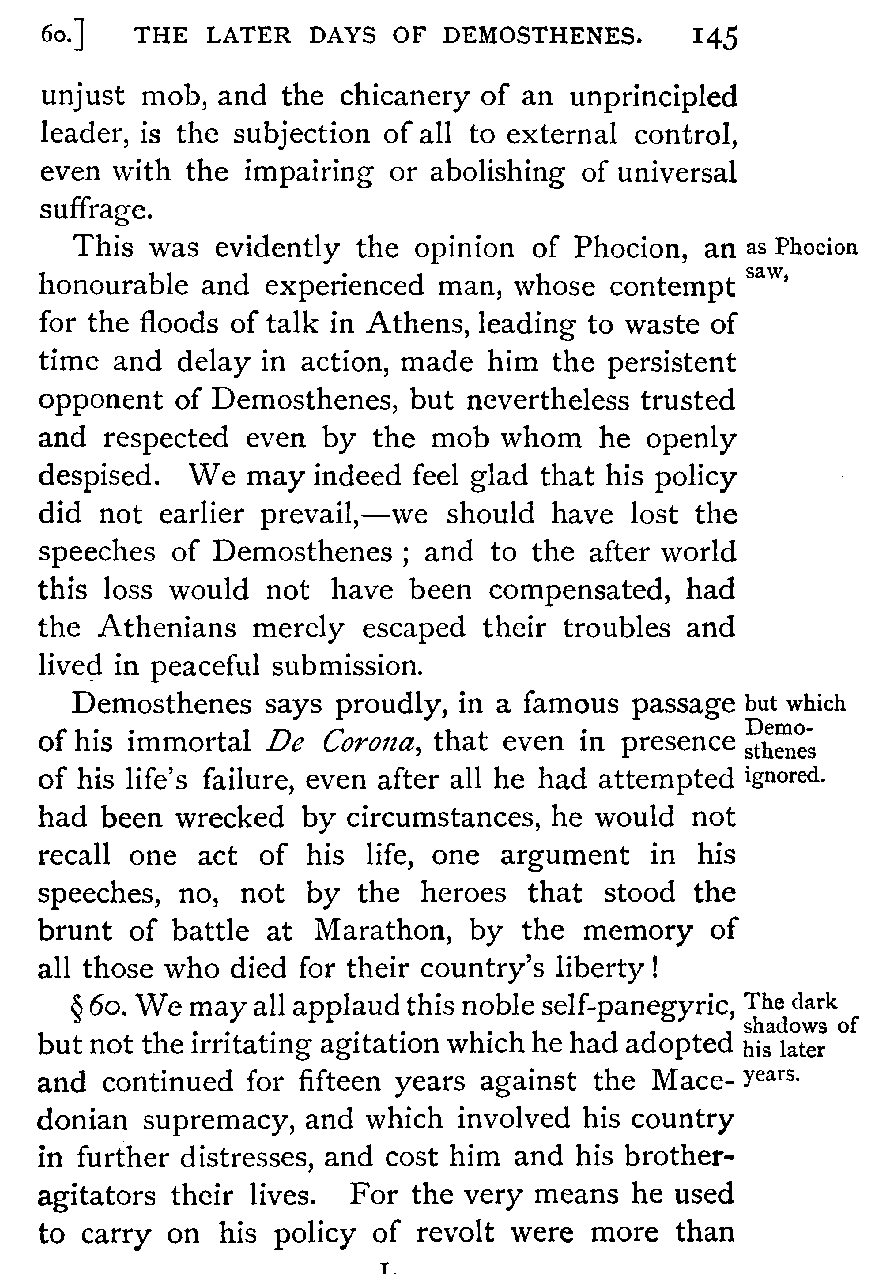 60.] THE LATER DAYS OF DEMOSTHENES. 145
unjust mob, and the chicanery of an unprincipled
leader, is the subjection of all to external control,
even with the impairing or abolishing of universal
suffrage.
This was evidently the opinion of Phocion, an as Phocion
honourable and experienced man, whose contempt saw,
for the floods of talk in Athens, leading to waste of
time and delay in action, made him the persistent
opponent of Demosthenes, but nevertheless trusted
and respected even by the mob whom he openly
despised. We may indeed feel glad that his policy
did not earlier prevail,—we should have lost the
speeches of Demosthenes ; and to the after world
this loss would not have been compensated, had
the Athenians merely escaped their troubles and
lived in peaceful submission.
Demosthenes says proudly, in a famous passage but which
of his immortal De Corona, that even in presence Demo-
sthenes
of his life's failure, even after all he had attempted ignored.
had been wrecked by circumstances, he would not
recall one act of his life, one argument in his
speeches, no, not by the heroes that stood the
brunt of battle at Marathon, by the memory of
all those who died for their country's liberty !
§ 60. We may all applaud this noble self-panegyric, The dark
shadows of
but not the irritating agitation which he had adopted his later
and continued for fifteen years against the Mace- years.
donian supremacy, and which involved his country
in further distresses, and cost him and his brother-
agitators their lives. For the very means he used
to carry on his policy of revolt were more than
L